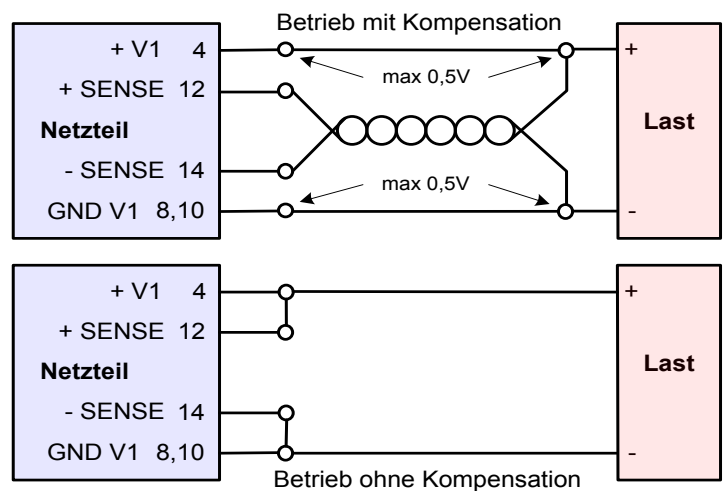 Betrieb mit Kompensation
+ V1 4
+
max 0,5V
+ SENSE 12
Netzteil
Last
- SENSE 14
max 0,5V
GND V1 8,10
-
+ V1 4
+
+ SENSE 12
Netzteil
Last
- SENSE 14
GND V1 8,10
-
Betrieb ohne Kompensation